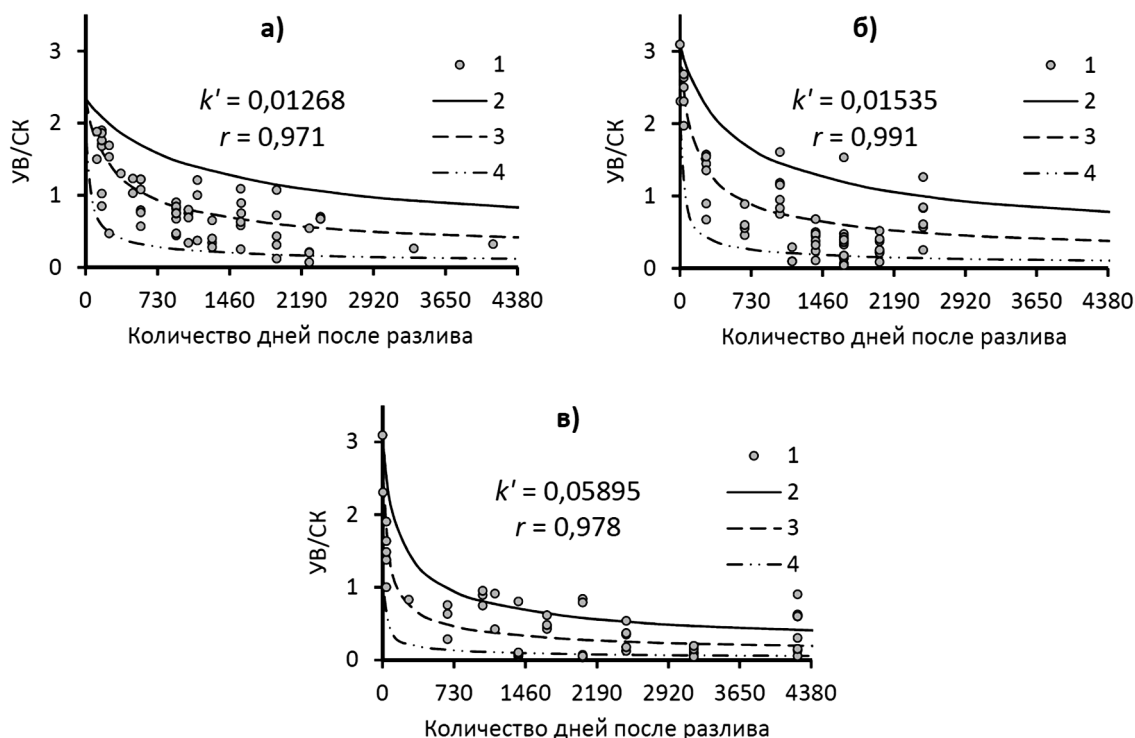 а)
УВ/СК
3
2
1
0
k' = 0,01268
r = 0,971
1
2
3
4
0 730 1460 2190 2920 3650 4380
Количество дней после разлива
б)
УВ/СК
3
2
1
0
k' = 0,01535
r = 0,991
1
2
3
4
0 730 1460 2190 2920 3650 4380
Количество дней после разлива
в)
УВ/СК
3
2
1
0
k' = 0,05895
r = 0,978
1
2
3
4
0 730 1460 2190 2920 3650 4380
Количество дней после разлива